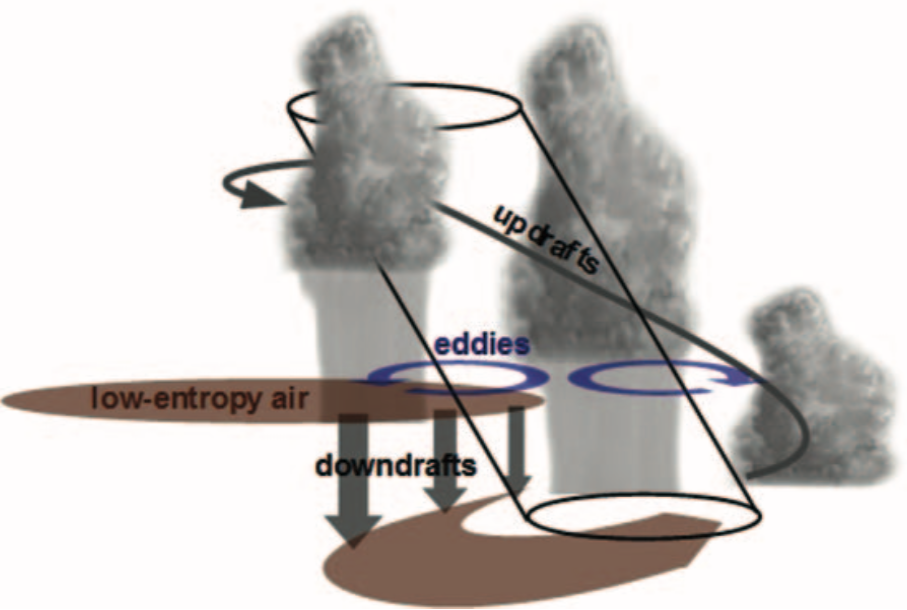 updrafts
eddies
low-entropy air
downdrafts